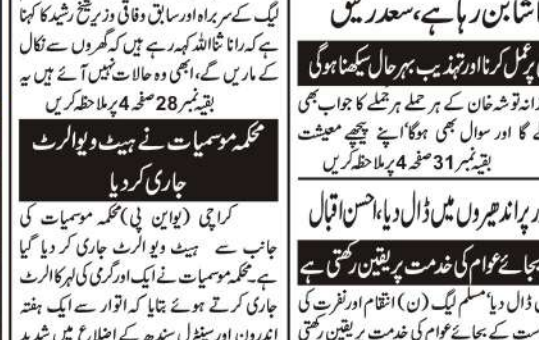 لیگ کے سربراہ اور سابق وفاقی وزیر شیخ رشید کا کہنا
ہے کہ رانا ثنااللہ کہہ رہے ہیں کہ گھروں سے نکال
کے ماریں گے، ابھی وہ حالات نہیں آئے ہیں یہ
بقیہ نمبر 28 صفحہ 4 پر ملاحظہ کریں
محکمہ موسمیات نے ہیٹ ویو الرٹ
جاری کردیا
کراچی (یو این پی) محکمہ موسمیات کی
جانب سے ہیٹ ویو الرٹ جاری کر دیا گیا
ہے۔ محکمہ موسمیات نے ایک اور گرمی کی لہر کا الرٹ
جاری کرتے ہوئے بتایا کہ اتوار سے ایک ہفتہ
اندرون اور سینٹرل سندھ کے اضلاع میں شدید
بن رہا ہے، سعد رفیق
پر عمل کرنا اور تہذیب بہرحال سیکھنا ہوگی
توشہ خان کے ہر حملے ہر جملے کا جواب بھی
گا اور سوال بھی ہوگا' اپنے پیچھے معیشت
بقیہ نمبر 31 صفحہ 4 پر ملاحظہ کریں
پر اندھیروں میں ڈال دیا، احسن اقبال
بجائے عوام کی خدمت پر یقین رکھتی ہے
ڈال دیا' مسلم لیگ (ن) انتقام اور نفرت کی
ست کے بجائے عوام کی خدمت پر یقین رکھتی